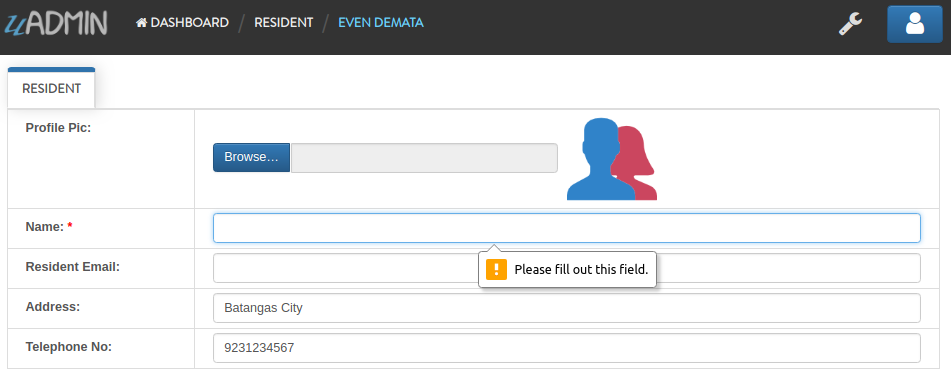 uADMIN DASHBOARD / RESIDENT / EVEN DEMATA
RESIDENT
Profile Pic:
Browse...
Name: *
Please fill out this field.
Resident Email:
Address: Batangas City
Telephone No: 9231234567